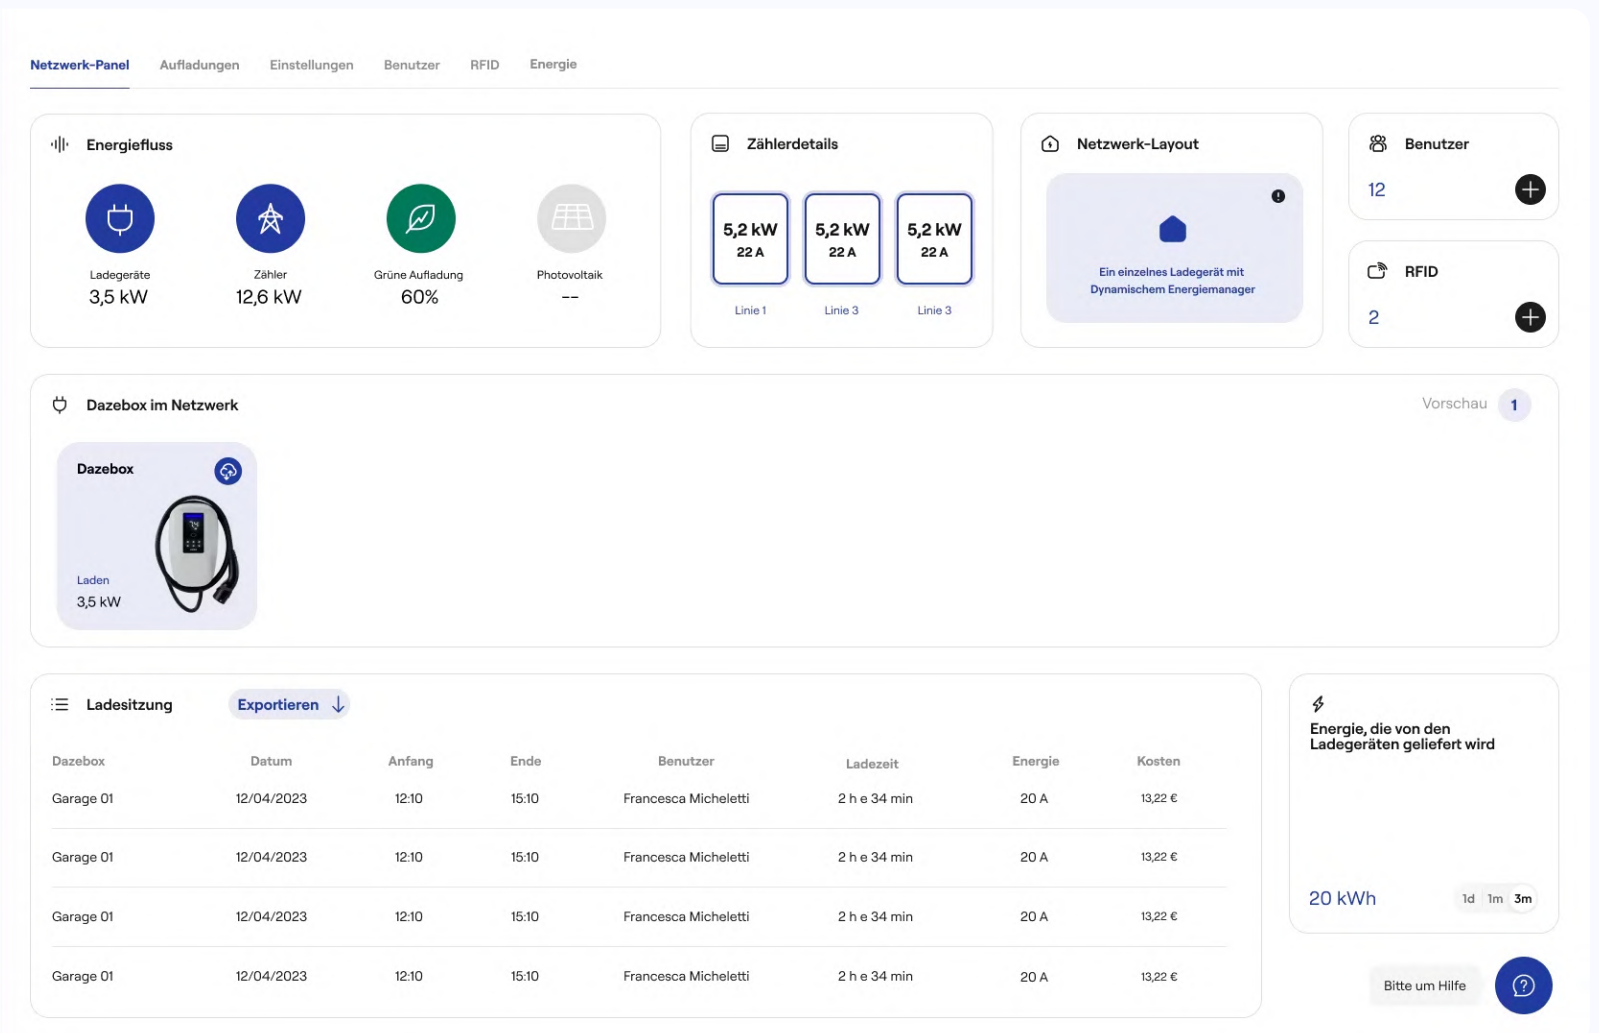 Netzwerk-Panel Aufladungen Einstellungen Benutzer RFID Energie
Energiefluss
Ladegeräte
3,5 kW
Zähler
12,6 kW
Grüne Aufladung
60%
Photovoltaik
--
Zählerdetails
5,2 kW
22 A
Linie 1
5,2 kW
22 A
Linie 3
5,2 kW
22 A
Linie 3
Netzwerk-Layout
Ein einzelnes Ladegerät mit
Dynamischem Energiemanager
Benutzer
12
RFID
2
Dazebox im Netzwerk
Vorschau 1
Dazebox
Laden
3,5 kW
Ladesitzung Exportieren
Dazebox Datum Anfang Ende Benutzer Ladezeit Energie Kosten
Garage 01 12/04/2023 12:10 15:10 Francesca Micheletti 2 h e 34 min 20 A 13,22 €
Garage 01 12/04/2023 12:10 15:10 Francesca Micheletti 2 h e 34 min 20 A 13,22 €
Garage 01 12/04/2023 12:10 15:10 Francesca Micheletti 2 h e 34 min 20 A 13,22 €
Garage 01 12/04/2023 12:10 15:10 Francesca Micheletti 2 h e 34 min 20 A 13,22 €
Energie, die von den
Ladegeräten geliefert wird
20 kWh
1d 1m 3m
Bitte um Hilfe